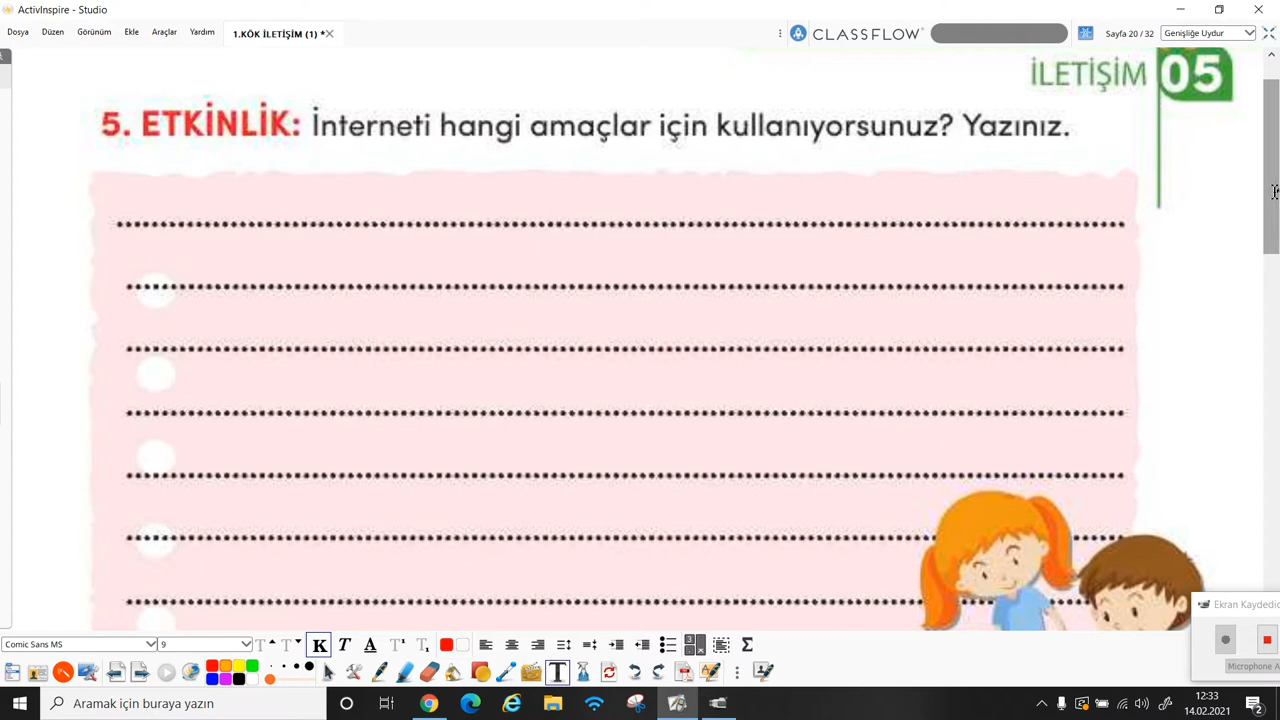 ActivInspire - Studio
Dosya Düzen Görünüm Ekle Araçlar Yardım 1.KÖK İLETİŞİM (1) * CLASSFLOW Sayfa 20 / 32 Genişliğe Uydur
İLETİŞİM 05
5. ETKİNLİK: İnterneti hangi amaçlar için kullanıyorsunuz? Yazınız.
Ekran Kaydedic
Comic Sans MS 9 K T A
Microphone A
Aramak için buraya yazın
12:33
14.02.2021
2